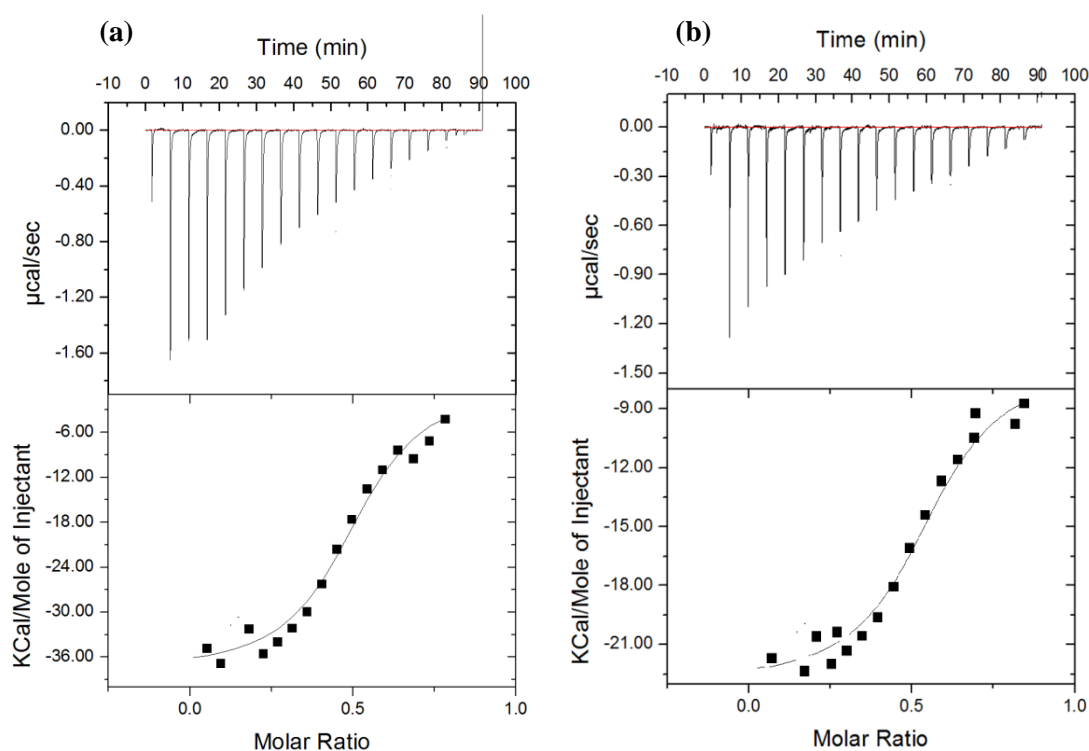 (a)
Time (min)
-10 0 10 20 30 40 50 60 70 80 90 100
0.00
-0.40
-0.80
-1.20
-1.60
µcal/sec
-6.00
-12.00
-18.00
-24.00
-30.00
-36.00
KCal/Mole of Injectant
0.0 0.5 1.0
Molar Ratio
(b)
Time (min)
-10 0 10 20 30 40 50 60 70 80 90 100
0.00
-0.30
-0.60
-0.90
-1.20
-1.50
µcal/sec
-9.00
-12.00
-15.00
-18.00
-21.00
KCal/Mole of Injectant
0.0 0.5 1.0
Molar Ratio